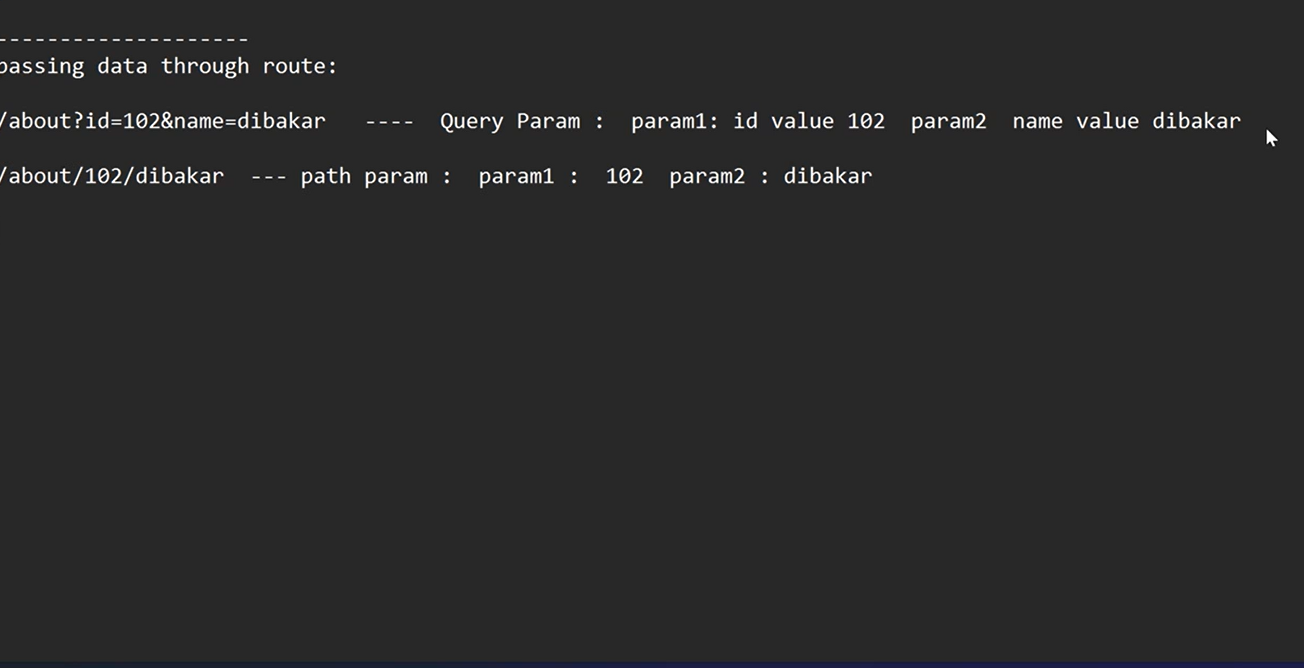 --------------------
passing data through route:
/about?id=102&name=dibakar   ----  Query Param :  param1: id value 102  param2  name value dibakar
/about/102/dibakar  --- path param :  param1 :  102  param2 : dibakar